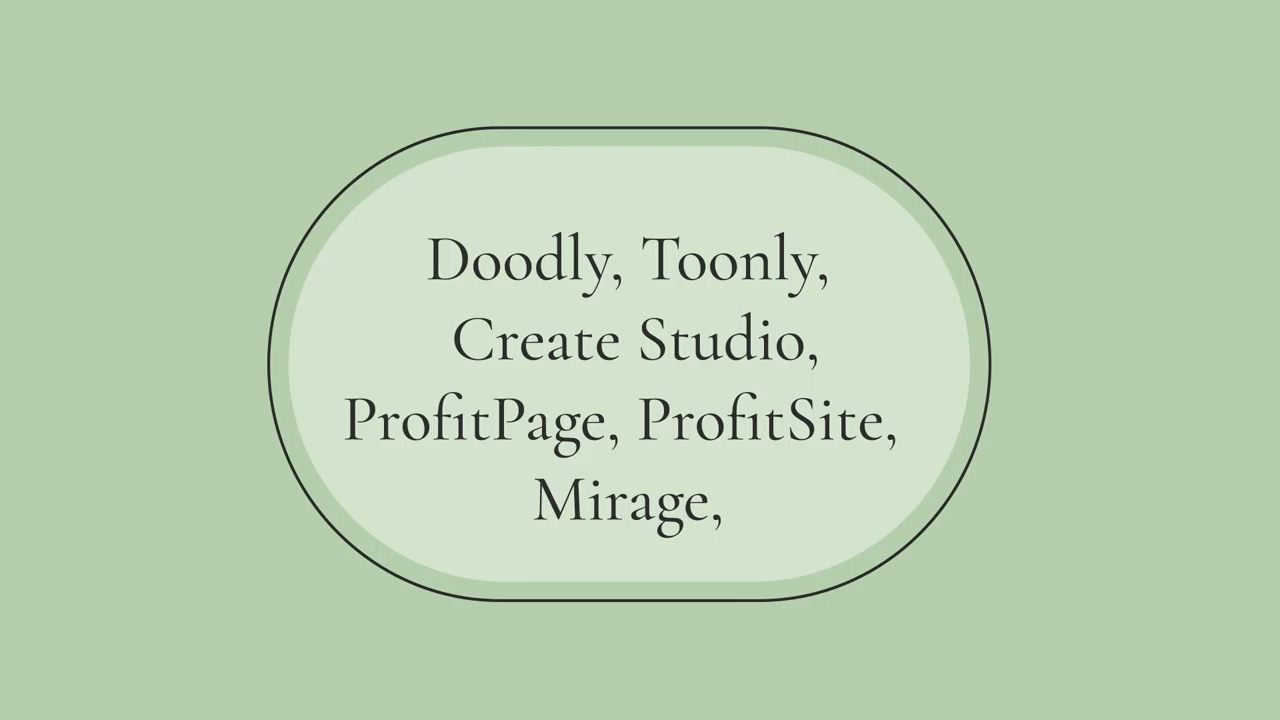 Doodly, Toonly,
Create Studio,
ProfitPage, ProfitSite,
Mirage,